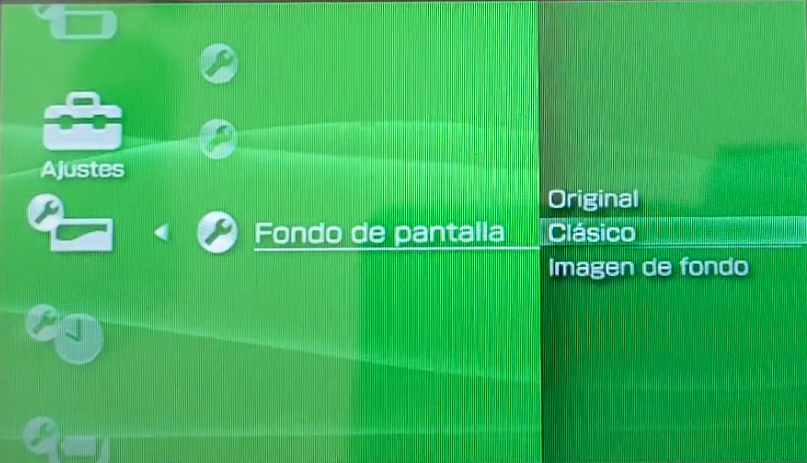 Ajustes
Fondo de pantalla
Original
Clásico
Imagen de fondo